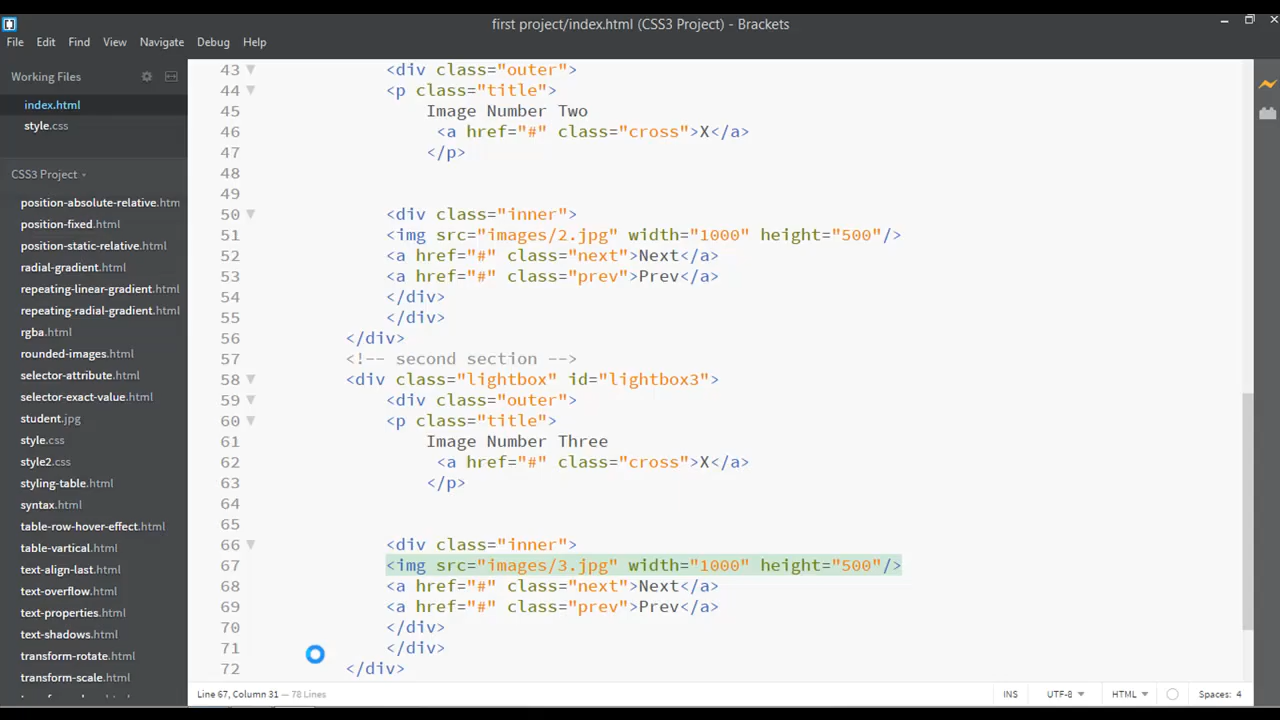 first project/index.html (CSS3 Project) - Brackets
File Edit Find View Navigate Debug Help
Working Files
index.html
style.css
CSS3 Project
position-absolute-relative.htm
position-fixed.html
position-static-relative.html
radial-gradient.html
repeating-linear-gradient.html
repeating-radial-gradient.html
rgba.html
rounded-images.html
selector-attribute.html
selector-exact-value.html
student.jpg
style.css
style2.css
styling-table.html
syntax.html
table-row-hover-effect.html
table-vartical.html
text-align-last.html
text-overflow.html
text-properties.html
text-shadows.html
transform-rotate.html
transform-scale.html
43 <div class="outer">
44 <p class="title">
45 Image Number Two
46 <a href="#" class="cross">X</a>
47 </p>
48
49
50 <div class="inner">
51 <img src="images/2.jpg" width="1000" height="500"/>
52 <a href="#" class="next">Next</a>
53 <a href="#" class="prev">Prev</a>
54 </div>
55 </div>
56 </div>
57 <!-- second section -->
58 <div class="lightbox" id="lightbox3">
59 <div class="outer">
60 <p class="title">
61 Image Number Three
62 <a href="#" class="cross">X</a>
63 </p>
64
65
66 <div class="inner">
67 <img src="images/3.jpg" width="1000" height="500"/>
68 <a href="#" class="next">Next</a>
69 <a href="#" class="prev">Prev</a>
70 </div>
71 </div>
72 </div>
Line 67, Column 31 — 78 Lines
INS UTF-8 HTML Spaces: 4